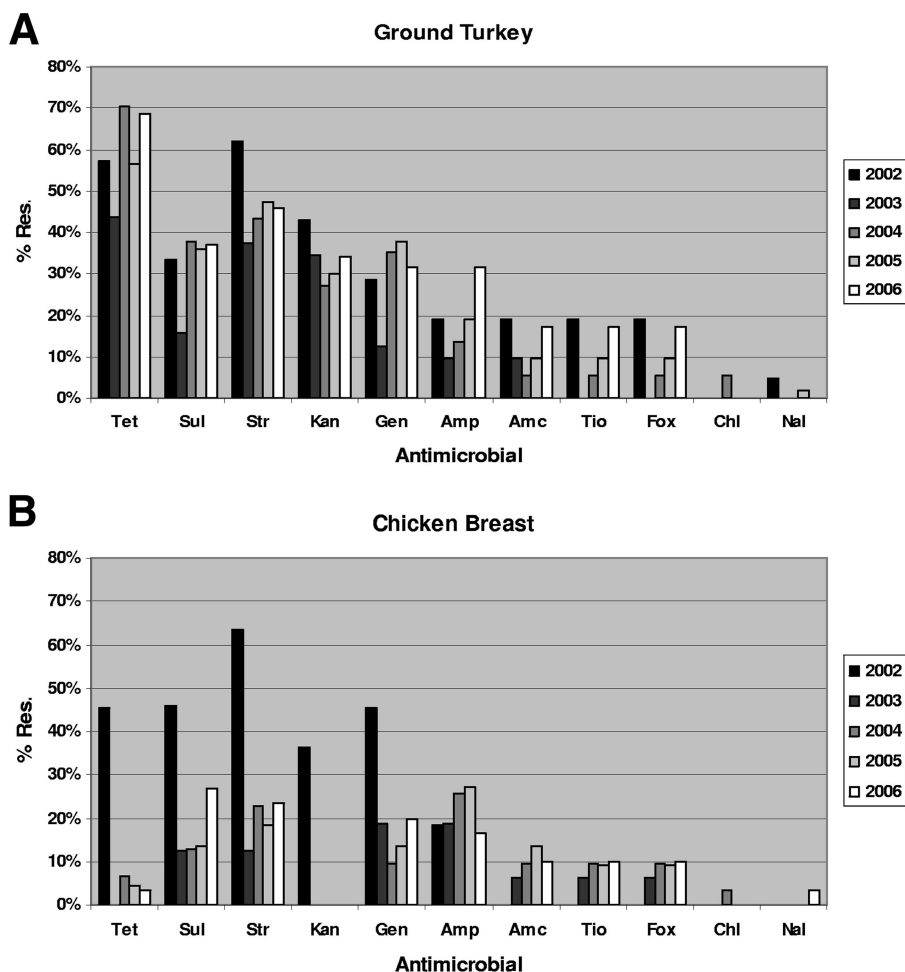 A
Ground Turkey
80%
70%
60%
50%
40%
30%
20%
10%
0%
% Res.
Tet Sul Str Kan Gen Amp Amc Tio Fox Chl Nal
Antimicrobial
2002
2003
2004
2005
2006
B
Chicken Breast
80%
70%
60%
50%
40%
30%
20%
10%
0%
% Res.
Tet Sul Str Kan Gen Amp Amc Tio Fox Chl Nal
Antimicrobial
2002
2003
2004
2005
2006